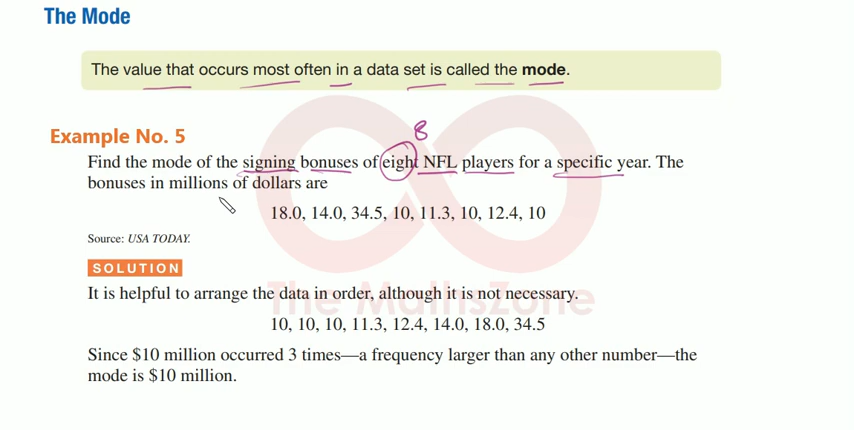 The Mode
The value that occurs most often in a data set is called the mode.
Example No. 5
8
Find the mode of the signing bonuses of eight NFL players for a specific year. The
bonuses in millions of dollars are
18.0, 14.0, 34.5, 10, 11.3, 10, 12.4, 10
Source: USA TODAY.
SOLUTION
The MathsZone
It is helpful to arrange the data in order, although it is not necessary.
10, 10, 10, 11.3, 12.4, 14.0, 18.0, 34.5
Since $10 million occurred 3 times—a frequency larger than any other number—the
mode is $10 million.